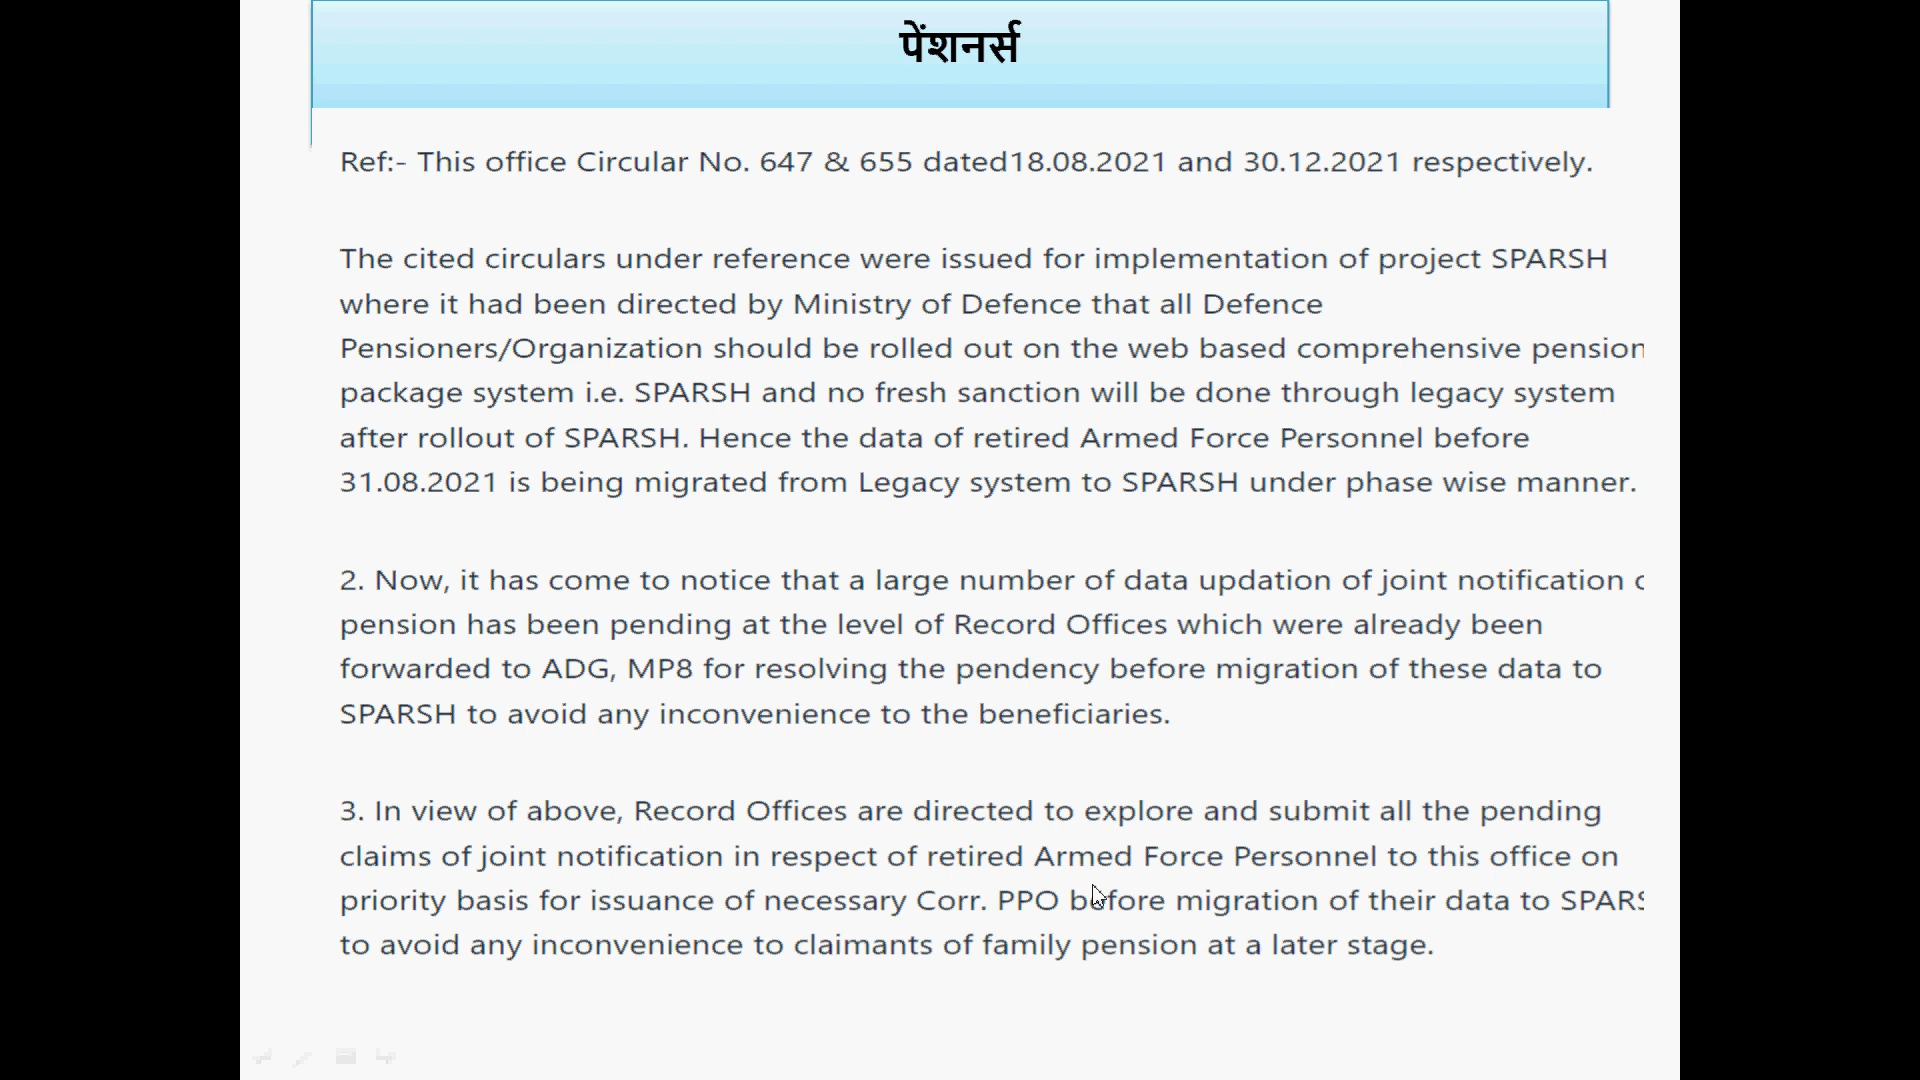 पेंशनर्स
Ref:- This office Circular No. 647 & 655 dated18.08.2021 and 30.12.2021 respectively.
The cited circulars under reference were issued for implementation of project SPARSH
where it had been directed by Ministry of Defence that all Defence
Pensioners/Organization should be rolled out on the web based comprehensive pension
package system i.e. SPARSH and no fresh sanction will be done through legacy system
after rollout of SPARSH. Hence the data of retired Armed Force Personnel before
31.08.2021 is being migrated from Legacy system to SPARSH under phase wise manner.
2. Now, it has come to notice that a large number of data updation of joint notification
pension has been pending at the level of Record Offices which were already been
forwarded to ADG, MP8 for resolving the pendency before migration of these data to
SPARSH to avoid any inconvenience to the beneficiaries.
3. In view of above, Record Offices are directed to explore and submit all the pending
claims of joint notification in respect of retired Armed Force Personnel to this office on
priority basis for issuance of necessary Corr. PPO before migration of their data to SPARS
to avoid any inconvenience to claimants of family pension at a later stage.